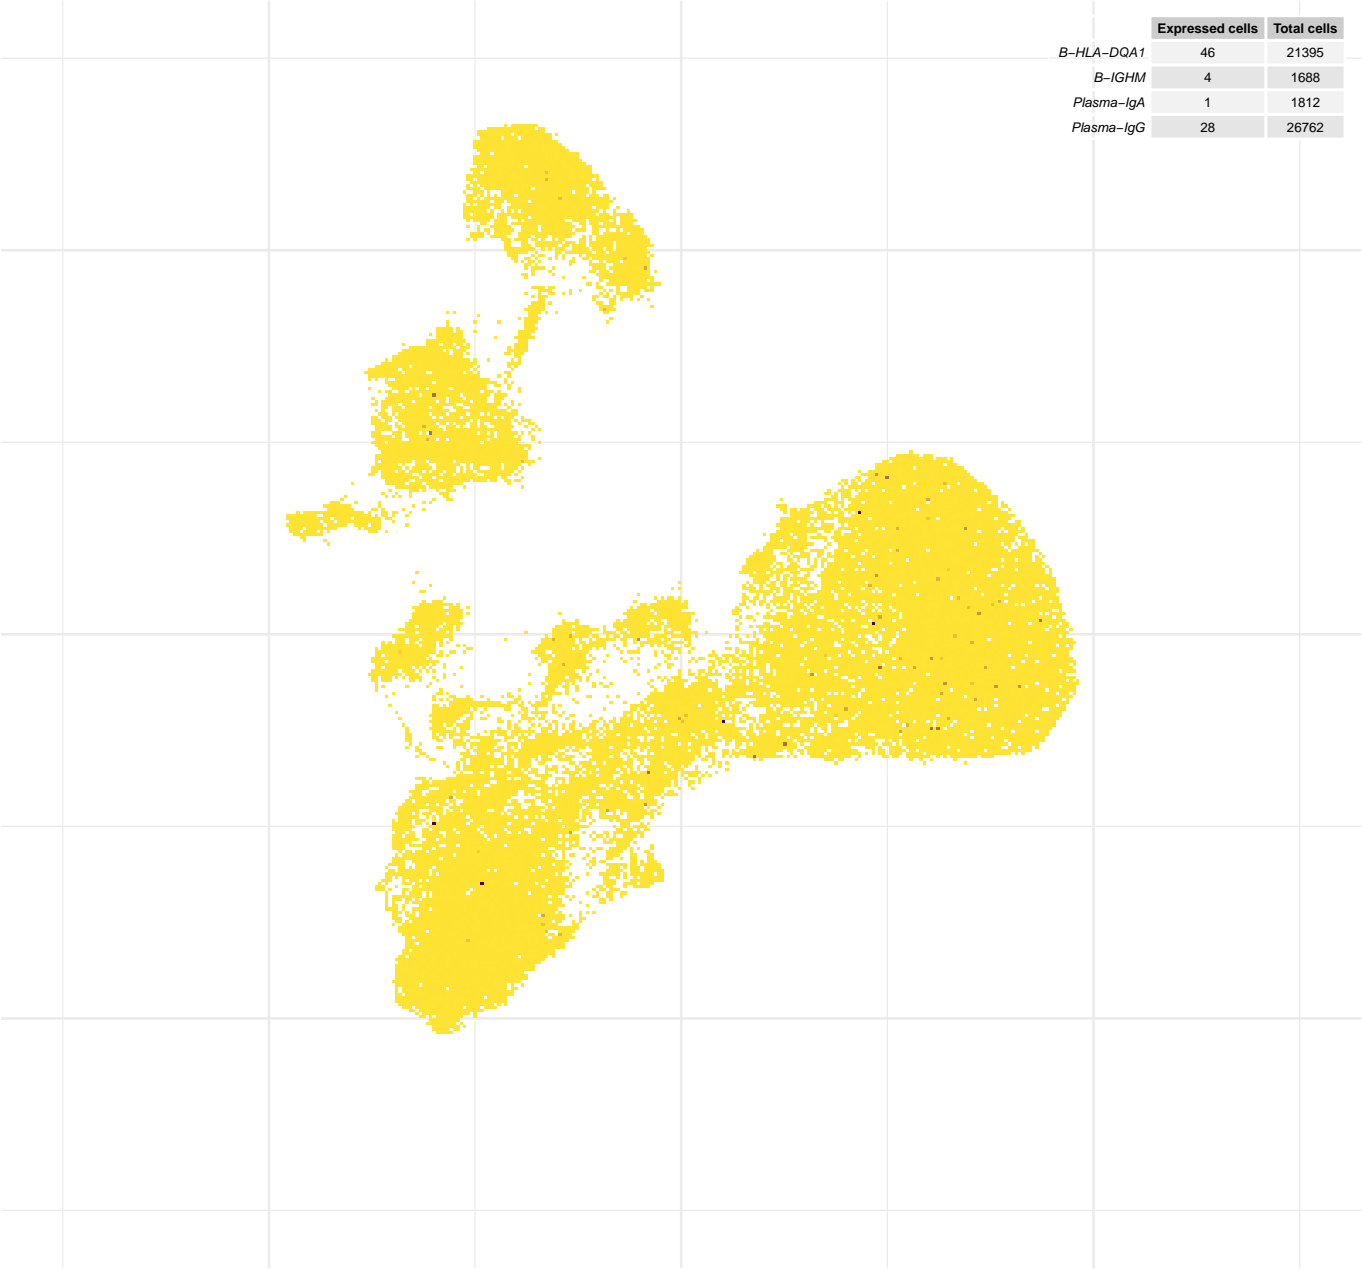 Expressed cells Total cells
B−HLA−DQA1 46 21395
B−IGHM 4 1688
Plasma−IgA 1 1812
Plasma−IgG 28 26762